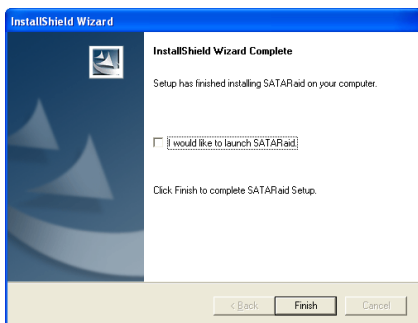 InstallShield Wizard
InstallShield Wizard Complete
Setup has finished installing SATARaid on your computer.
I would like to launch SATARaid.
Click Finish to complete SATARaid Setup.
< Back Finish Cancel